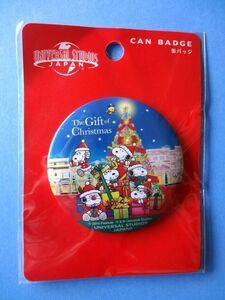 UNIVERSAL STUDIOS
JAPAN
CAN BADGE
缶バッジ
The Gift of
Christmas
UNIVERSAL STUDIOS
JAPAN